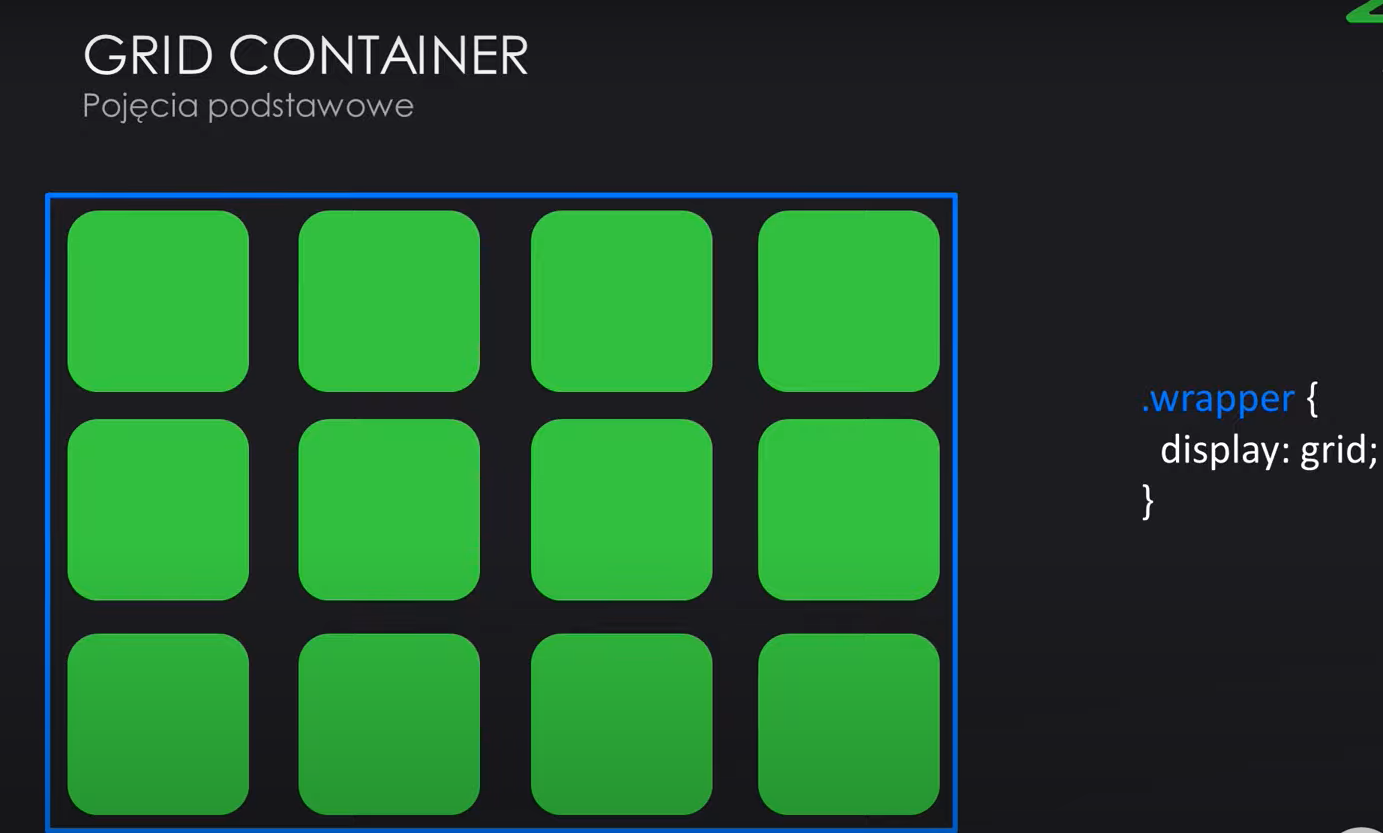 GRID CONTAINER
Pojęcia podstawowe
.wrapper {
display: grid;
}